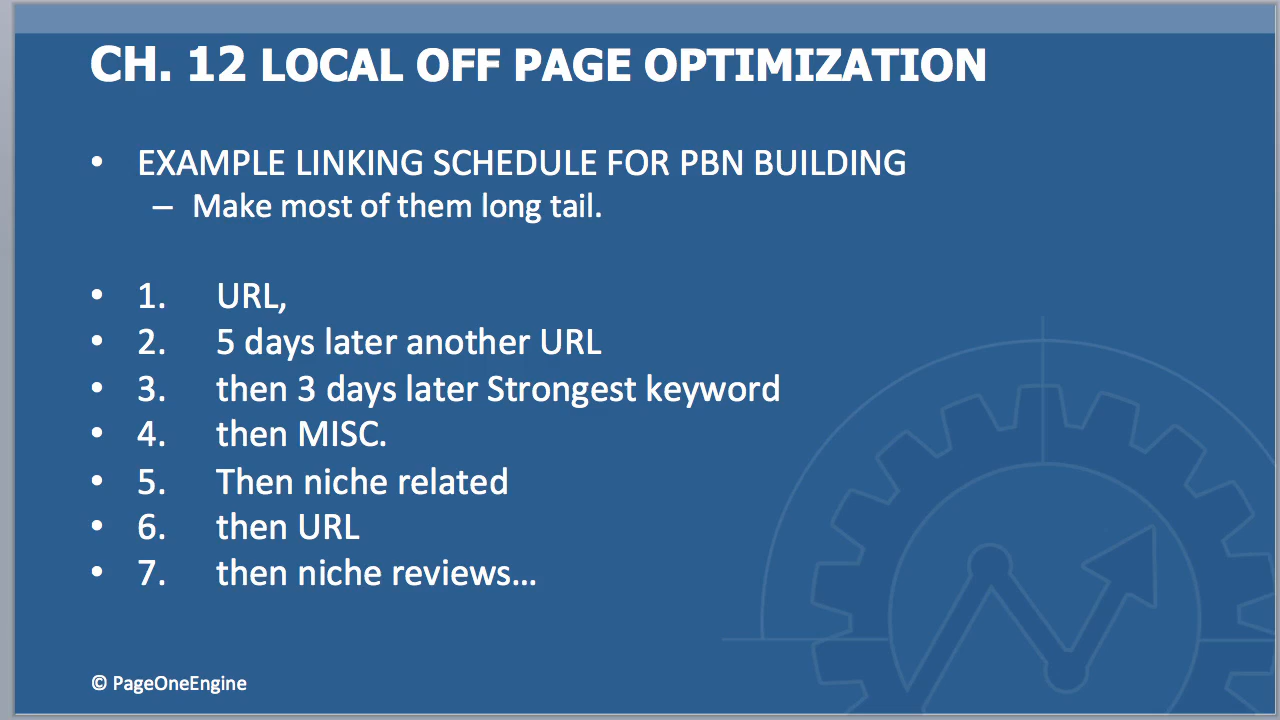 CH. 12 LOCAL OFF PAGE OPTIMIZATION
• EXAMPLE LINKING SCHEDULE FOR PBN BUILDING
– Make most of them long tail.
• 1. URL,
• 2. 5 days later another URL
• 3. then 3 days later Strongest keyword
• 4. then MISC.
• 5. Then niche related
• 6. then URL
• 7. then niche reviews...
© PageOneEngine